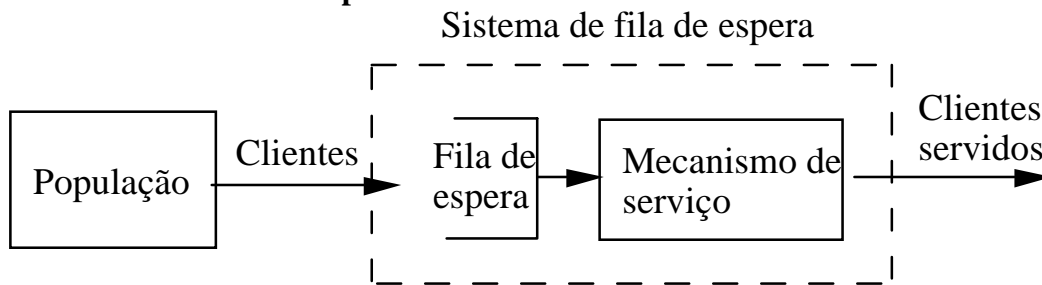 Sistema de fila de espera
População
Clientes
Fila de
espera
Mecanismo de
serviço
Clientes
servidos